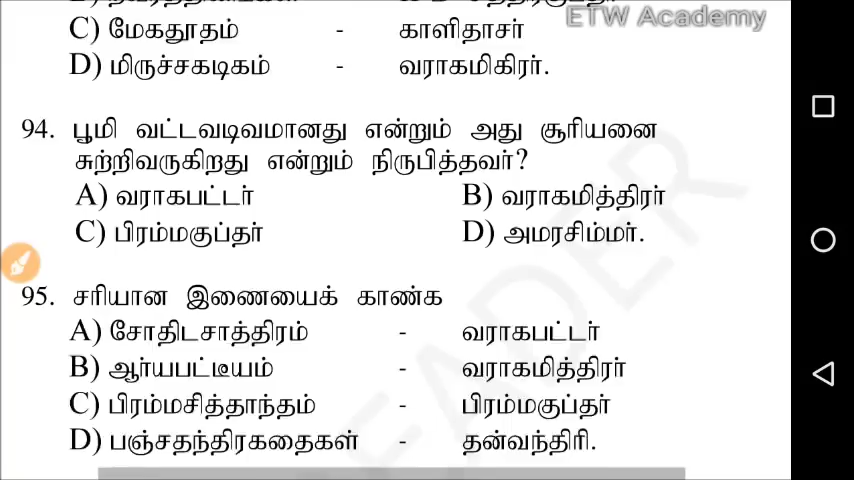 ETW Academy
C) மேகதூதம் - காளிதாசர்
D) மிருச்சகடிகம் - வராகமிகிரர்.
94. பூமி வட்டவடிவமானது என்றும் அது சூரியனை
சுற்றிவருகிறது என்றும் நிருபித்தவர்?
A) வராகபட்டர் B) வராகமித்திரர்
C) பிரம்மகுப்தர் D) அமரசிம்மர்.
95. சரியான இணையைக் காண்க
A) சோதிடசாத்திரம் - வராகபட்டர்
B) ஆர்யபட்டீயம் - வராகமித்திரர்
C) பிரம்மசித்தாந்தம் - பிரம்மகுப்தர்
D) பஞ்சதந்திரகதைகள் - தன்வந்திரி.